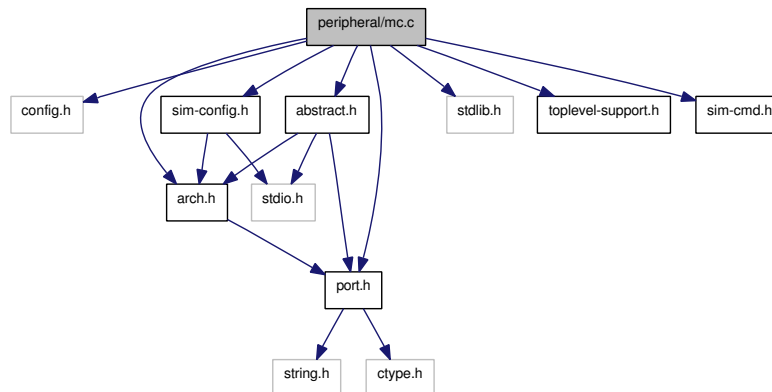 peripheral/mc.c
config.h
sim-config.h
abstract.h
stdlib.h
toplevel-support.h
sim-cmd.h
arch.h
stdio.h
port.h
string.h
ctype.h